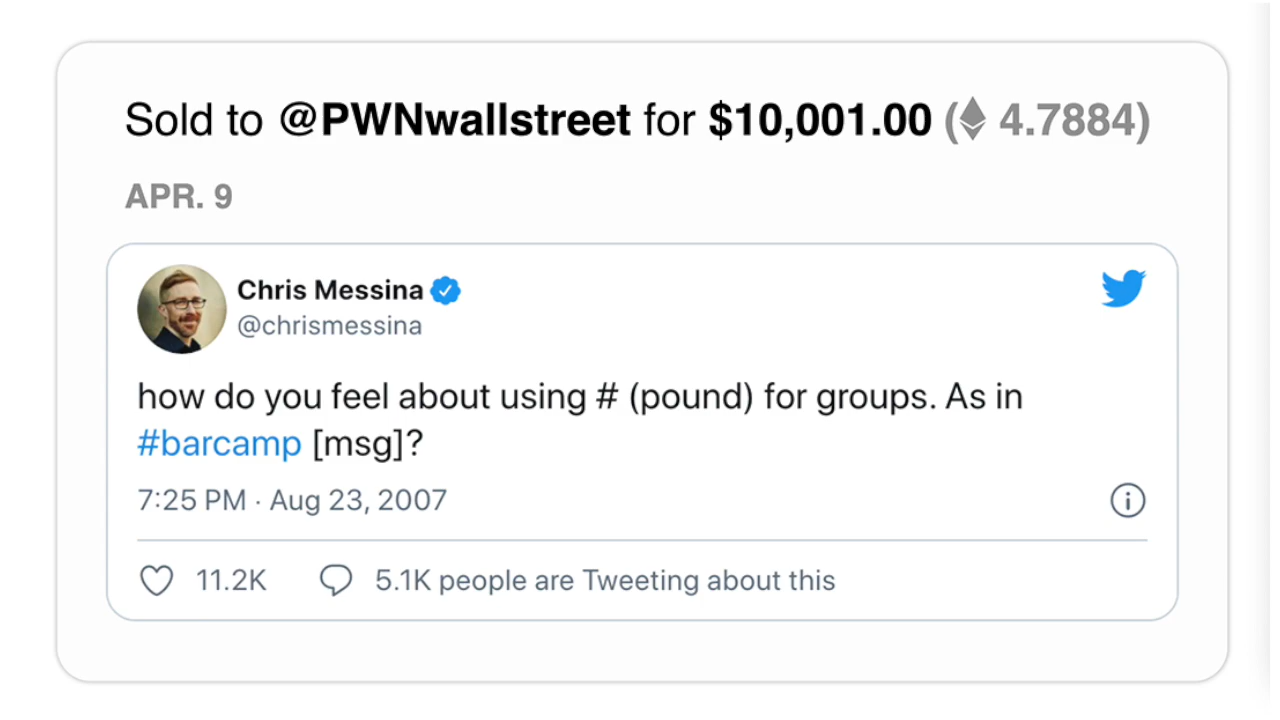 Sold to @PWNwallstreet for $10,001.00 (4.7884)
APR. 9
Chris Messina
@chrismessina
how do you feel about using # (pound) for groups. As in
#barcamp [msg]?
7:25 PM · Aug 23, 2007
11.2K 5.1K people are Tweeting about this